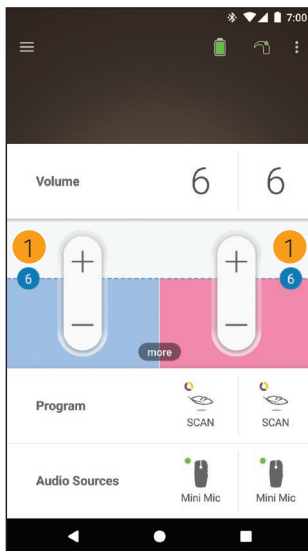 7:00
Volume 6 6
1 1
6 6
more
Program SCAN SCAN
Audio Sources Mini Mic Mini Mic